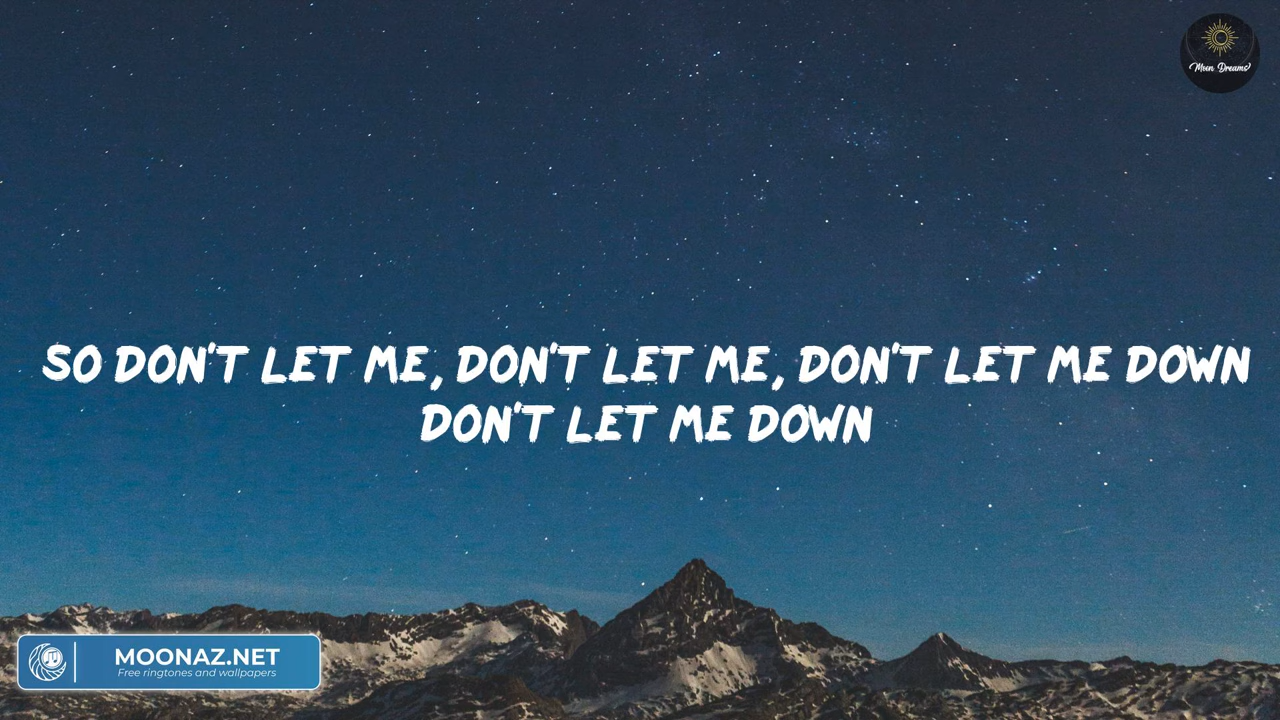 Moon Dreams
SO DON'T LET ME, DON'T LET ME, DON'T LET ME DOWN
DON'T LET ME DOWN
MOONAZ.NET
Free ringtones and wallpapers